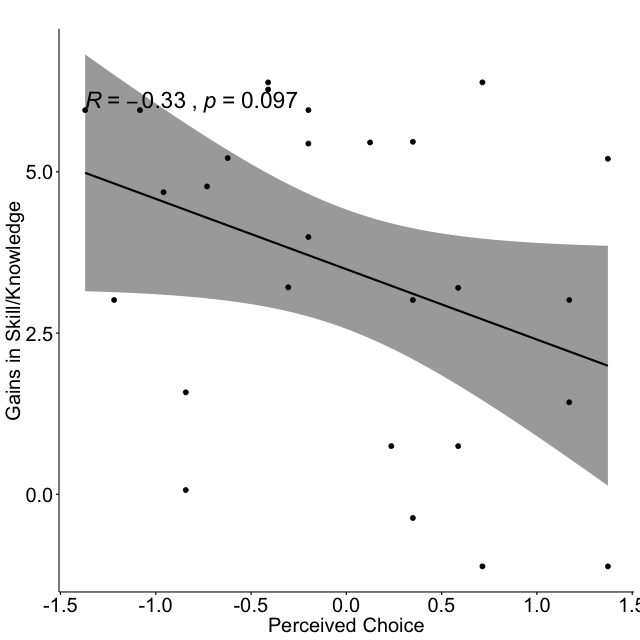 R = −0.33 , p = 0.097
Gains in Skill/Knowledge
5.0
2.5
0.0
-1.5 -1.0 -0.5 0.0 0.5 1.0 1.5
Perceived Choice